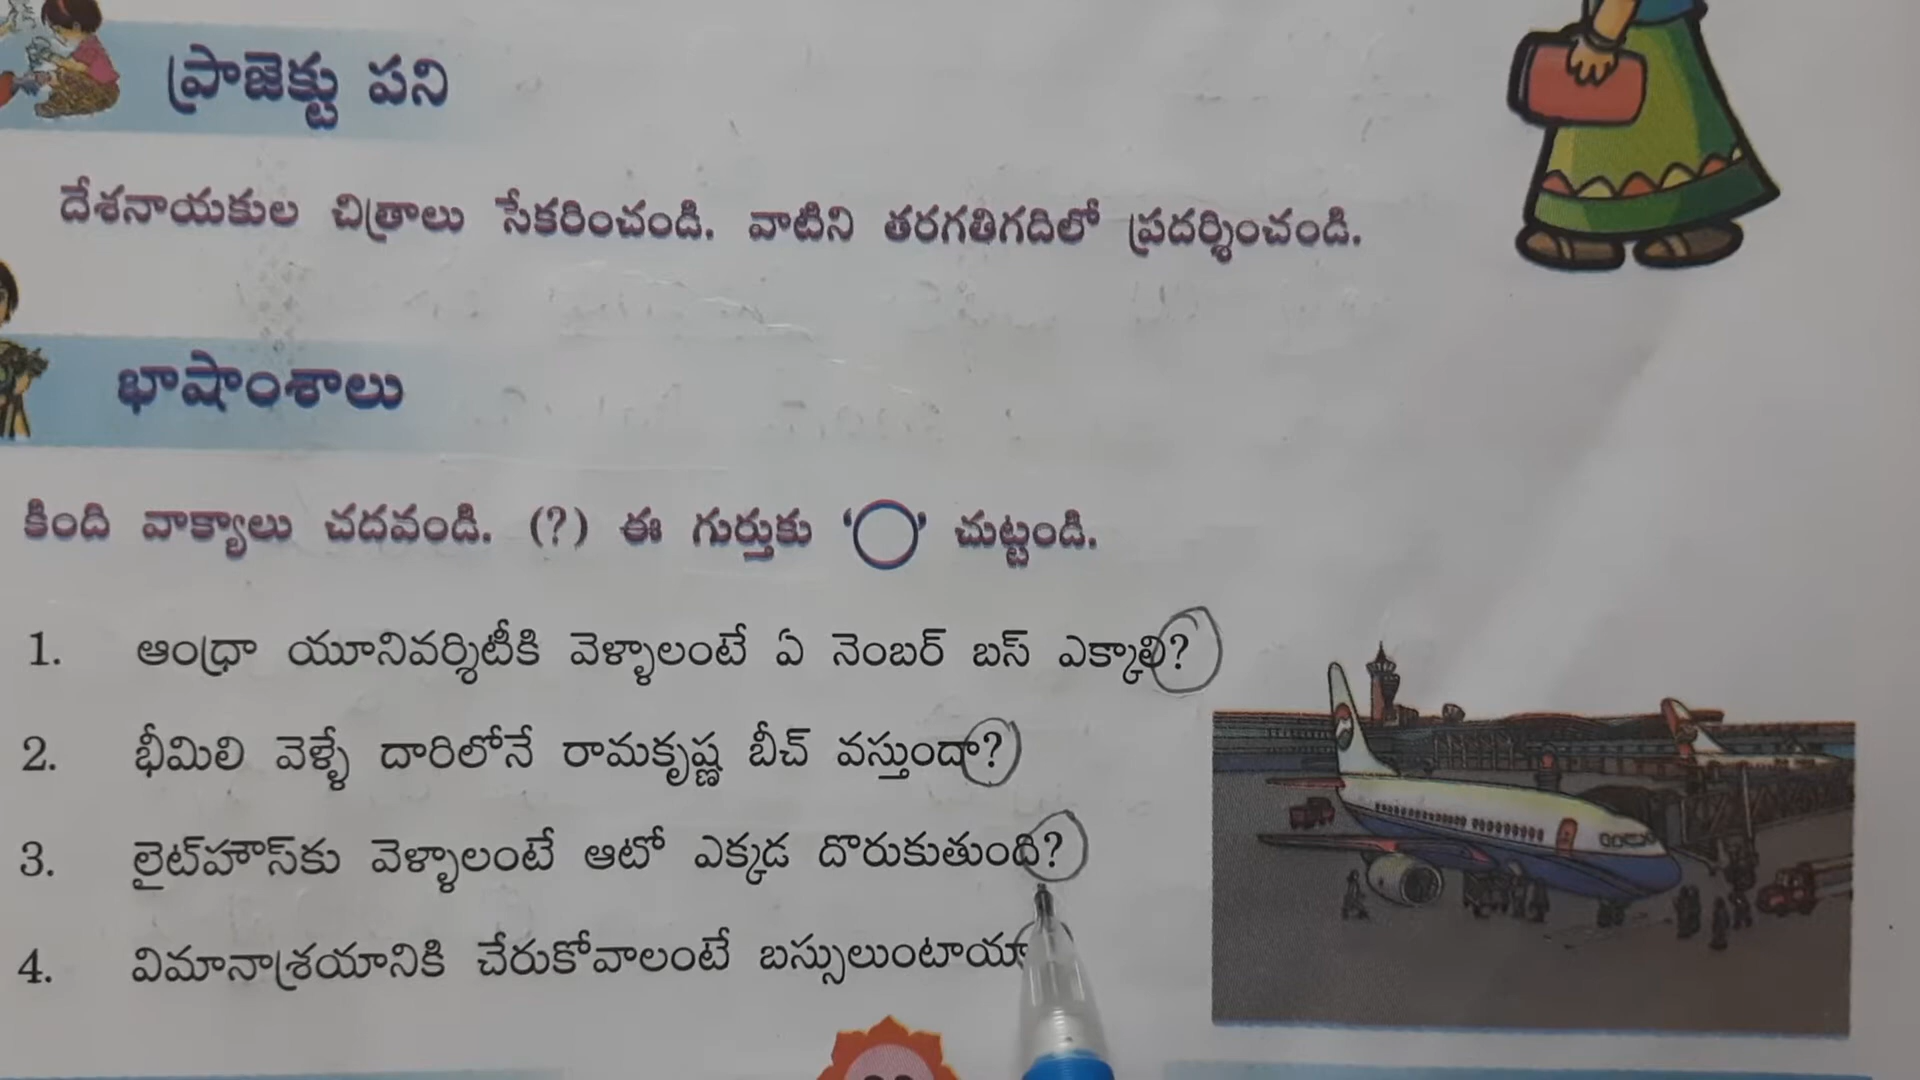 ప్రాజెక్టు పని
దేశనాయకుల చిత్రాలు సేకరించండి. వాటిని తరగతిగదిలో ప్రదర్శించండి.
భాషాంశాలు
కింది వాక్యాలు చదవండి. (?) ఈ గుర్తుకు ‘◯’ చుట్టండి.
1. ఆంధ్రా యూనివర్శిటీకి వెళ్ళాలంటే ఏ నెంబర్ బస్ ఎక్కాలి?
2. భీమిలి వెళ్ళే దారిలోనే రామకృష్ణ బీచ్ వస్తుందా?
3. లైట్‌హౌస్‌కు వెళ్ళాలంటే ఆటో ఎక్కడ దొరుకుతుంది?
4. విమానాశ్రయానికి చేరుకోవాలంటే బస్సులుంటాయా